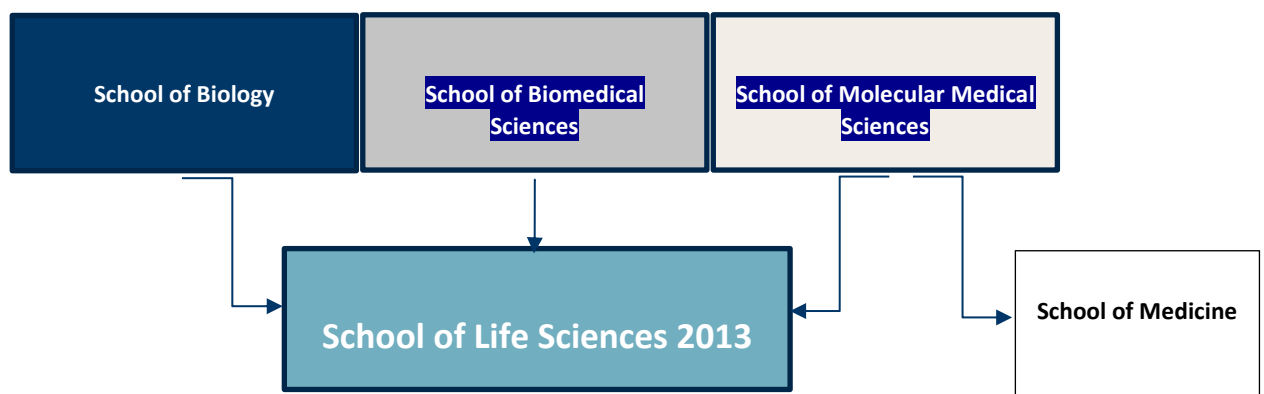 School of Biology
School of Biomedical
Sciences
School of Molecular Medical
Sciences
School of Life Sciences 2013
School of Medicine